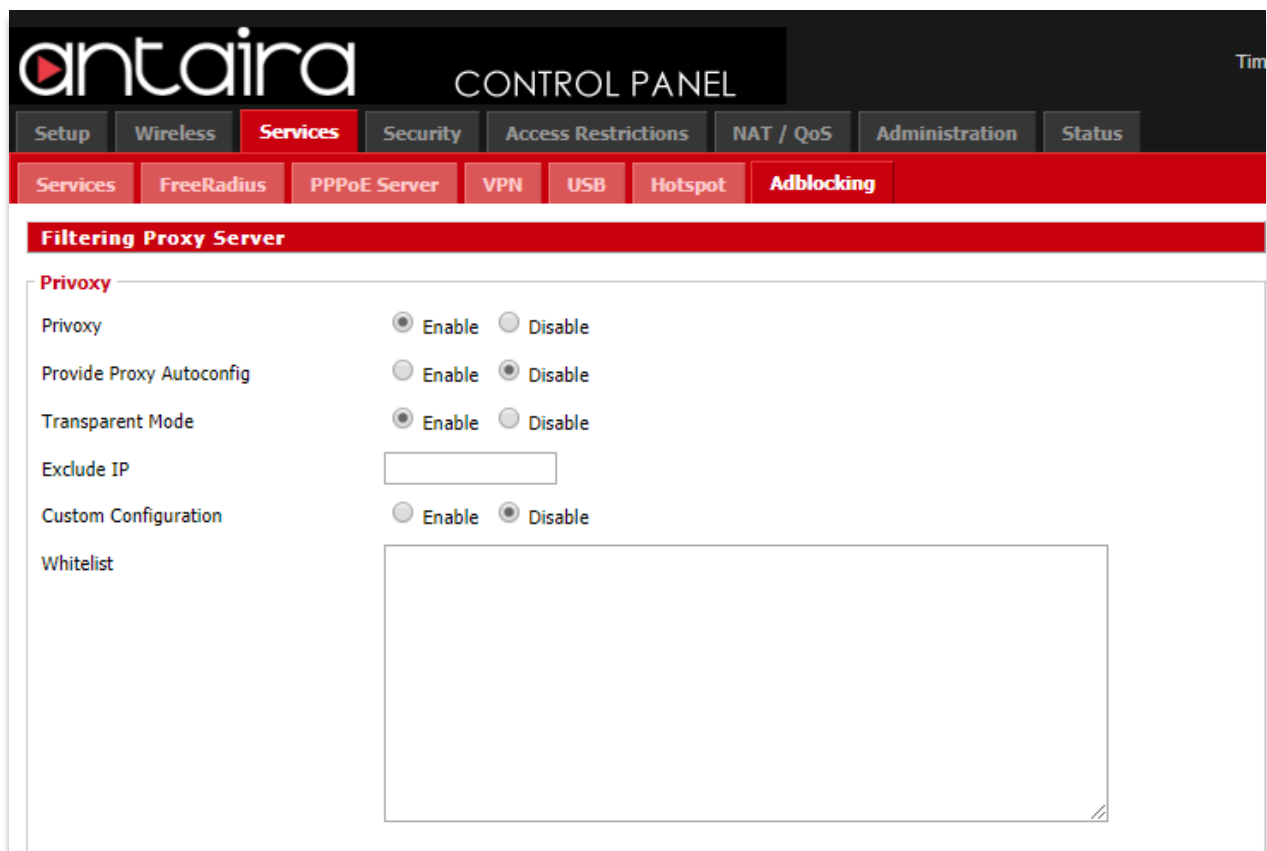 antaira CONTROL PANEL
Tim
Setup Wireless Services Security Access Restrictions NAT / QoS Administration Status
Services FreeRadius PPPoE Server VPN USB Hotspot Adblocking
Filtering Proxy Server
Privoxy
Privoxy Enable Disable
Provide Proxy Autoconfig Enable Disable
Transparent Mode Enable Disable
Exclude IP
Custom Configuration Enable Disable
Whitelist